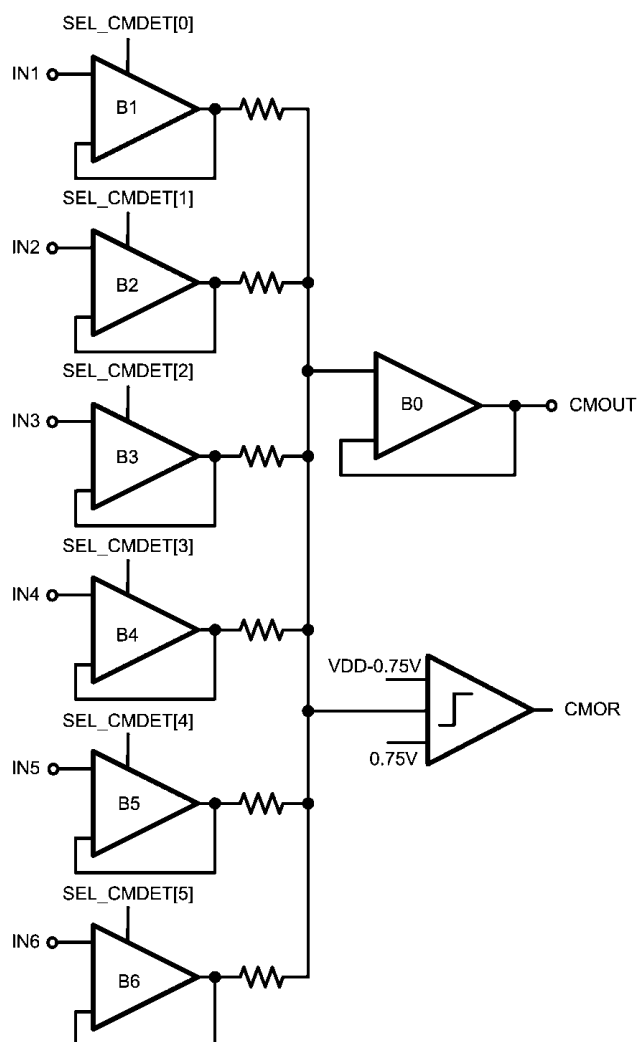 SEL_CMDET[0]
IN1
B1
SEL_CMDET[1]
IN2
B2
SEL_CMDET[2]
IN3
B3
B0
CMOUT
SEL_CMDET[3]
IN4
B4
VDD-0.75V
CMOR
0.75V
SEL_CMDET[4]
IN5
B5
SEL_CMDET[5]
IN6
B6